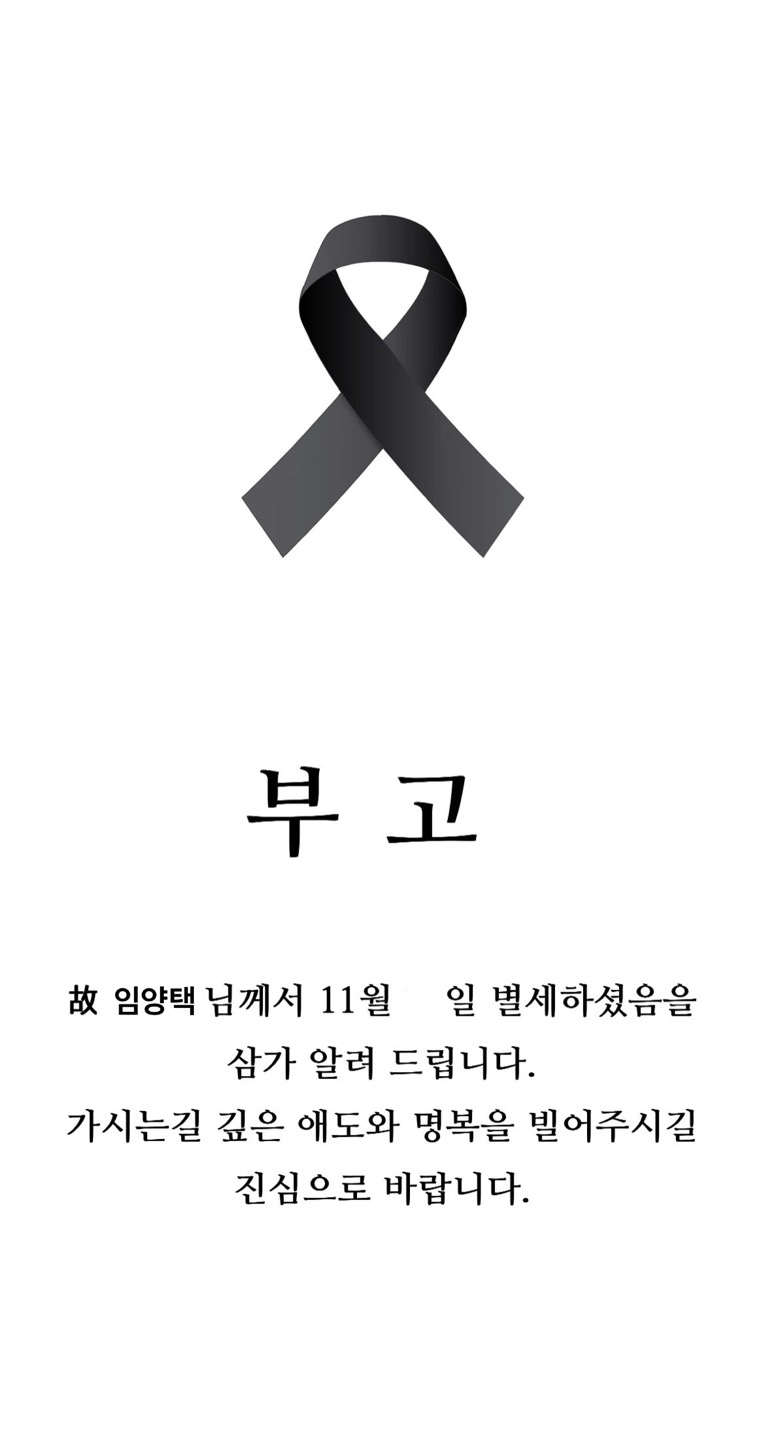 부 고
故 임양택 님께서 11월 일 별세하셨음을
삼가 알려 드립니다.
가시는길 깊은 애도와 명복을 빌어주시길
진심으로 바랍니다.